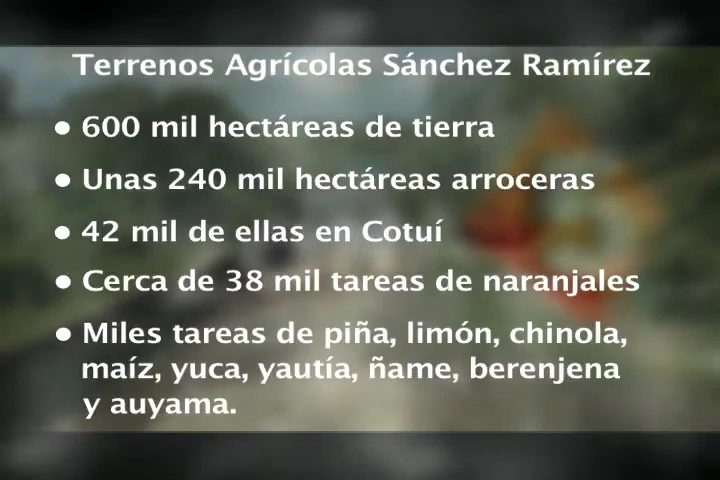 Terrenos Agrícolas Sánchez Ramírez
• 600 mil hectáreas de tierra
• Unas 240 mil hectáreas arroceras
• 42 mil de ellas en Cotuí
• Cerca de 38 mil tareas de naranjales
• Miles tareas de piña, limón, chinola,
maíz, yuca, yautía, ñame, berenjena
y auyama.